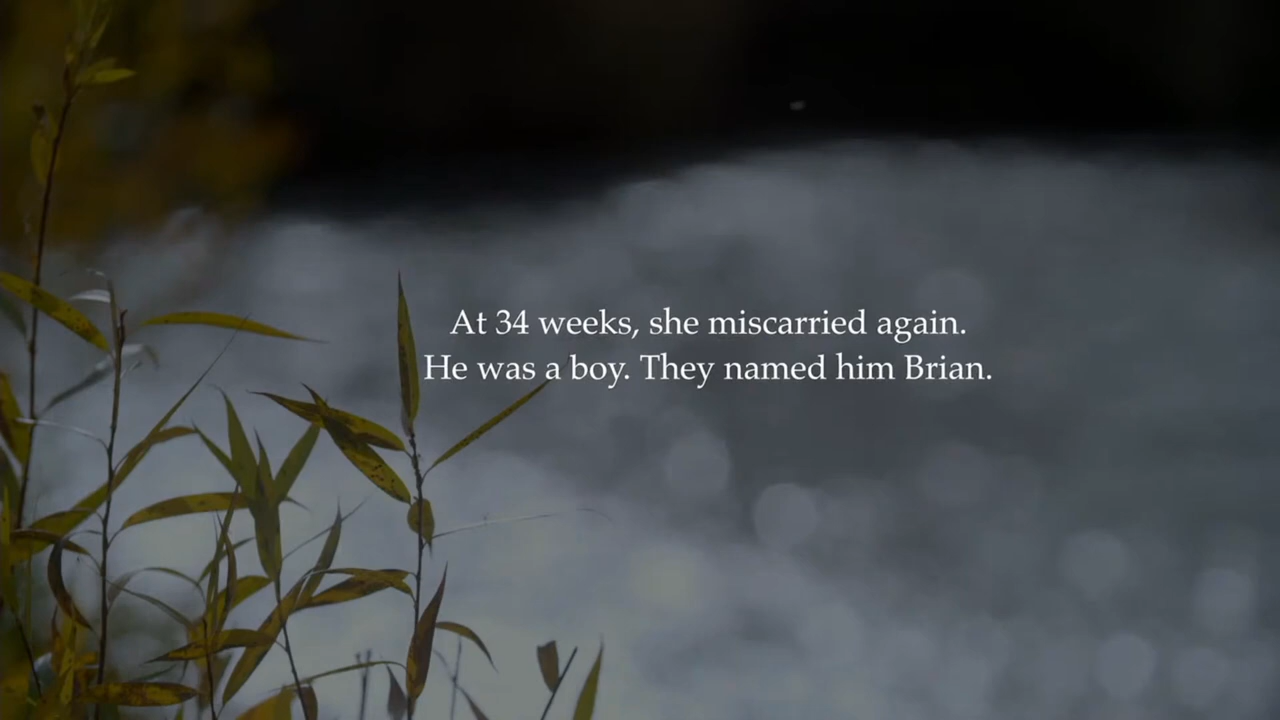 At 34 weeks, she miscarried again.
He was a boy. They named him Brian.